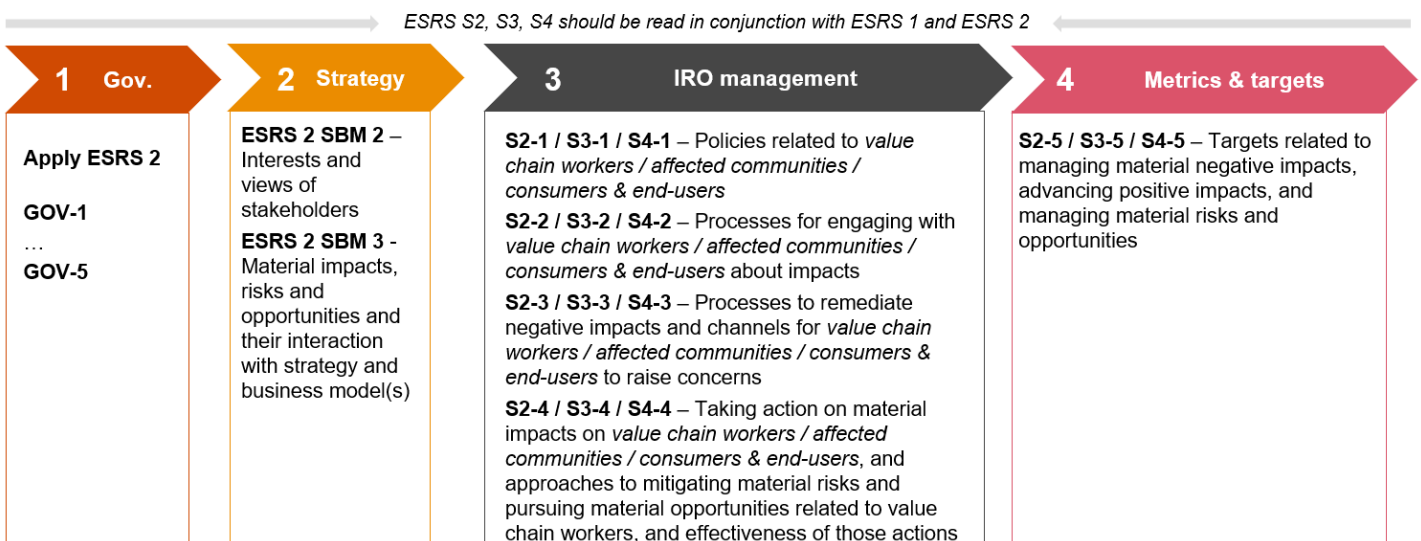 ESRS S2, S3, S4 should be read in conjunction with ESRS 1 and ESRS 2
1 Gov.
Apply ESRS 2
GOV-1
…
GOV-5
2 Strategy
ESRS 2 SBM 2 –
Interests and
views of
stakeholders
ESRS 2 SBM 3 -
Material impacts,
risks and
opportunities and
their interaction
with strategy and
business model(s)
3 IRO management
S2-1 / S3-1 / S4-1 – Policies related to value
chain workers / affected communities /
consumers & end-users
S2-2 / S3-2 / S4-2 – Processes for engaging with
value chain workers / affected communities /
consumers & end-users about impacts
S2-3 / S3-3 / S4-3 – Processes to remediate
negative impacts and channels for value chain
workers / affected communities / consumers &
end-users to raise concerns
S2-4 / S3-4 / S4-4 – Taking action on material
impacts on value chain workers / affected
communities / consumers & end-users, and
approaches to mitigating material risks and
pursuing material opportunities related to value
chain workers, and effectiveness of those actions
4 Metrics & targets
S2-5 / S3-5 / S4-5 – Targets related to
managing material negative impacts,
advancing positive impacts, and
managing material risks and
opportunities